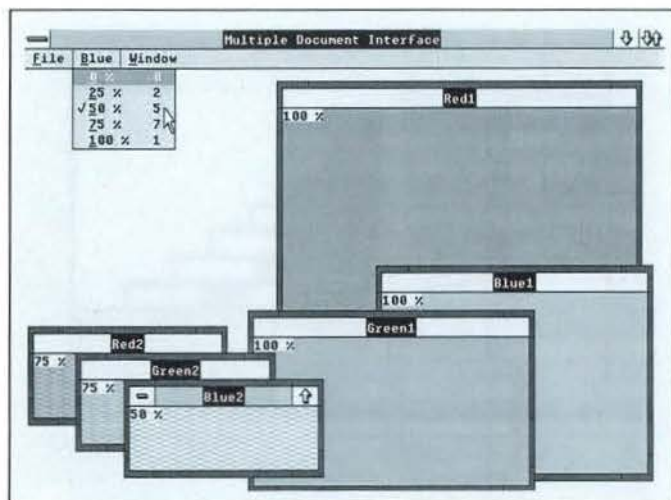 Multiple Document Interface
File Blue Window
0 % 0
25 % 2
√50 % 5
75 % 7
100 % 1
Red1
100 %
Blue1
100 %
Green1
100 %
Red2
75 %
Green2
75 %
Blue2
50 %